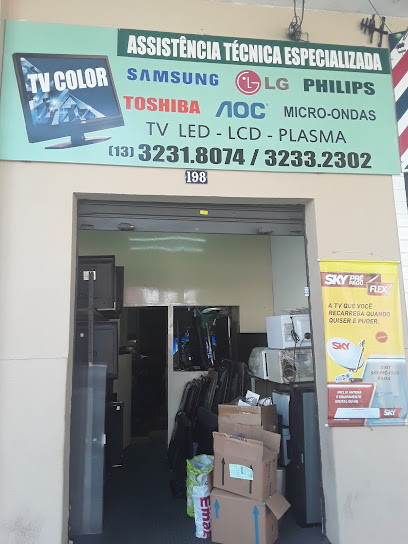 ASSISTÊNCIA TÉCNICA ESPECIALIZADA
TV COLOR
SAMSUNG LG PHILIPS
TOSHIBA AOC MICRO-ONDAS
TV LED - LCD - PLASMA
(13) 3231.8074 / 3233.2302
198
SKY PRÉ PAGO FLEX
A TV QUE VOCÊ
RECARREGA QUANDO
QUISER E PUDER.
SKY
SKY